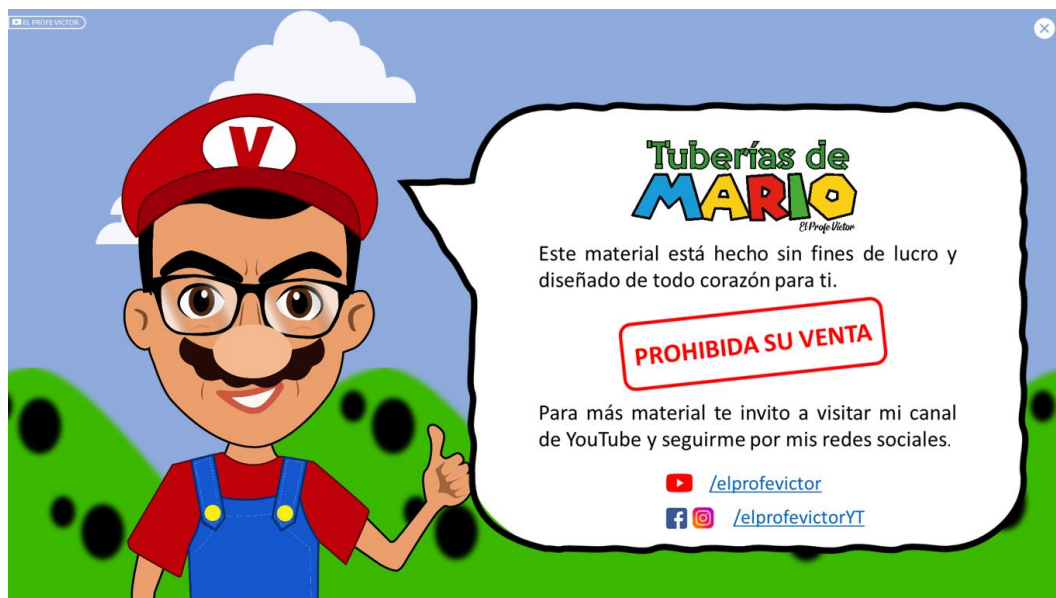 EL PROFE VICTOR
V
Tuberías de
MARIO
El Profe Victor
Este material está hecho sin fines de lucro y
diseñado de todo corazón para ti.
PROHIBIDA SU VENTA
Para más material te invito a visitar mi canal
de YouTube y seguirme por mis redes sociales.
/elprofevictor
/elprofevictorYT